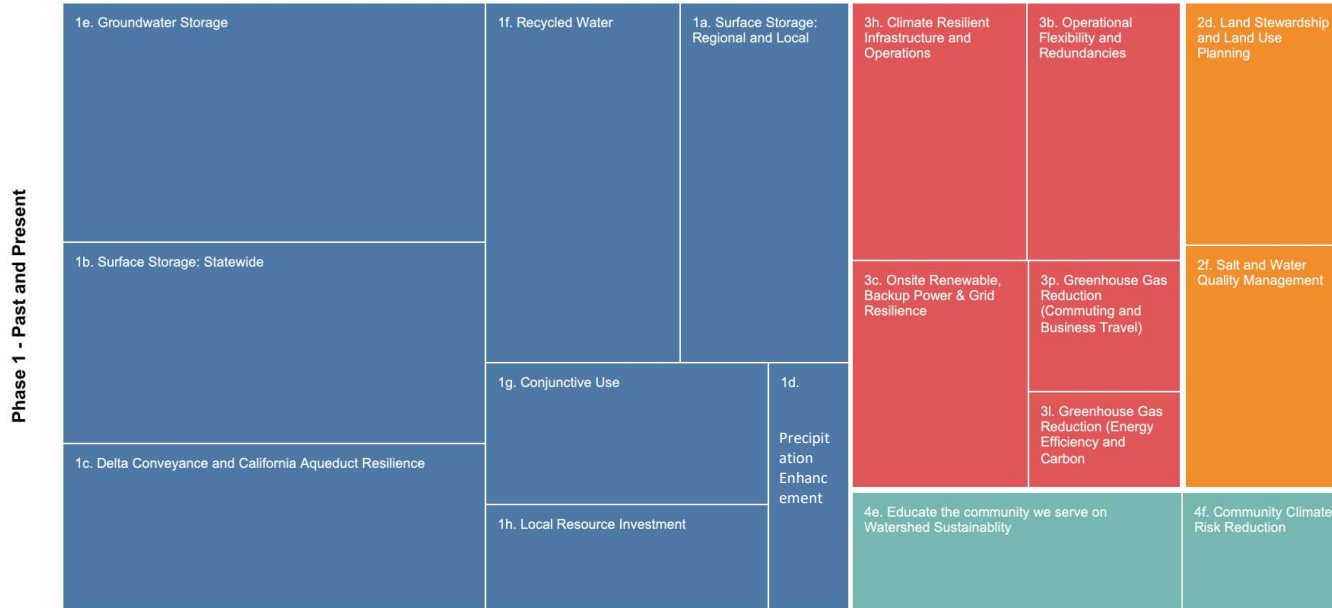 Phase 1 - Past and Present
1e. Groundwater Storage
1b. Surface Storage: Statewide
1c. Delta Conveyance and California Aqueduct Resilience
1f. Recycled Water
1a. Surface Storage:
Regional and Local
1g. Conjunctive Use
1d.
Precipit
ation
Enhanc
ement
1h. Local Resource Investment
3h. Climate Resilient
Infrastructure and
Operations
3b. Operational
Flexibility and
Redundancies
3c. Onsite Renewable,
Backup Power & Grid
Resilience
3p. Greenhouse Gas
Reduction
(Commuting and
Business Travel)
3l. Greenhouse Gas
Reduction (Energy
Efficiency and
Carbon
2d. Land Stewardship
and Land Use
Planning
2f. Salt and Water
Quality Management
4e. Educate the community we serve on
Watershed Sustainablity
4f. Community Climate
Risk Reduction